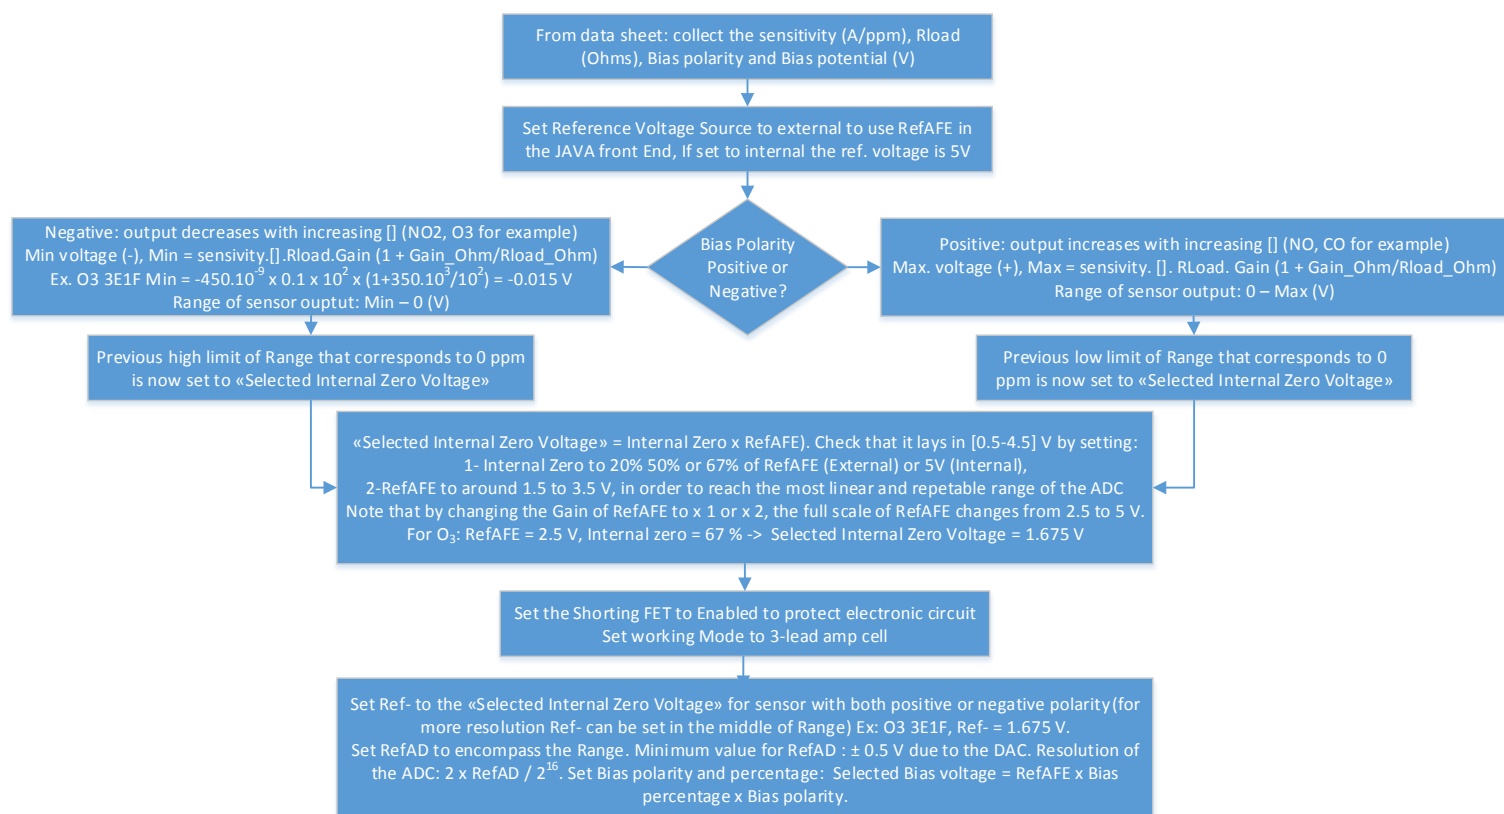 From data sheet: collect the sensitivity (A/ppm), Rload
(Ohms), Bias polarity and Bias potential (V)
Set Reference Voltage Source to external to use RefAFE in
the JAVA front End, If set to internal the ref. voltage is 5V
Bias Polarity
Positive or
Negative?
Negative: output decreases with increasing [] (NO2, O3 for example)
Min voltage (-), Min = sensivity.[].Rload.Gain (1 + Gain_Ohm/Rload_Ohm)
Ex. O3 3E1F Min = -450.10⁻⁹ x 0.1 x 10² x (1+350.10³/10²) = -0.015 V
Range of sensor ouptut: Min – 0 (V)
Positive: output increases with increasing [] (NO, CO for example)
Max. voltage (+), Max = sensivity. []. RLoad. Gain (1 + Gain_Ohm/Rload_Ohm)
Range of sensor output: 0 – Max (V)
Previous high limit of Range that corresponds to 0 ppm
is now set to «Selected Internal Zero Voltage»
Previous low limit of Range that corresponds to 0
ppm is now set to «Selected Internal Zero Voltage»
«Selected Internal Zero Voltage» = Internal Zero x RefAFE). Check that it lays in [0.5-4.5] V by setting:
1- Internal Zero to 20% 50% or 67% of RefAFE (External) or 5V (Internal),
2-RefAFE to around 1.5 to 3.5 V, in order to reach the most linear and repetable range of the ADC
Note that by changing the Gain of RefAFE to x 1 or x 2, the full scale of RefAFE changes from 2.5 to 5 V.
For O₃: RefAFE = 2.5 V, Internal zero = 67 % -> Selected Internal Zero Voltage = 1.675 V
Set the Shorting FET to Enabled to protect electronic circuit
Set working Mode to 3-lead amp cell
Set Ref- to the «Selected Internal Zero Voltage» for sensor with both positive or negative polarity (for
more resolution Ref- can be set in the middle of Range) Ex: O3 3E1F, Ref- = 1.675 V.
Set RefAD to encompass the Range. Minimum value for RefAD : ± 0.5 V due to the DAC. Resolution of
the ADC: 2 x RefAD / 2¹⁶. Set Bias polarity and percentage: Selected Bias voltage = RefAFE x Bias
percentage x Bias polarity.